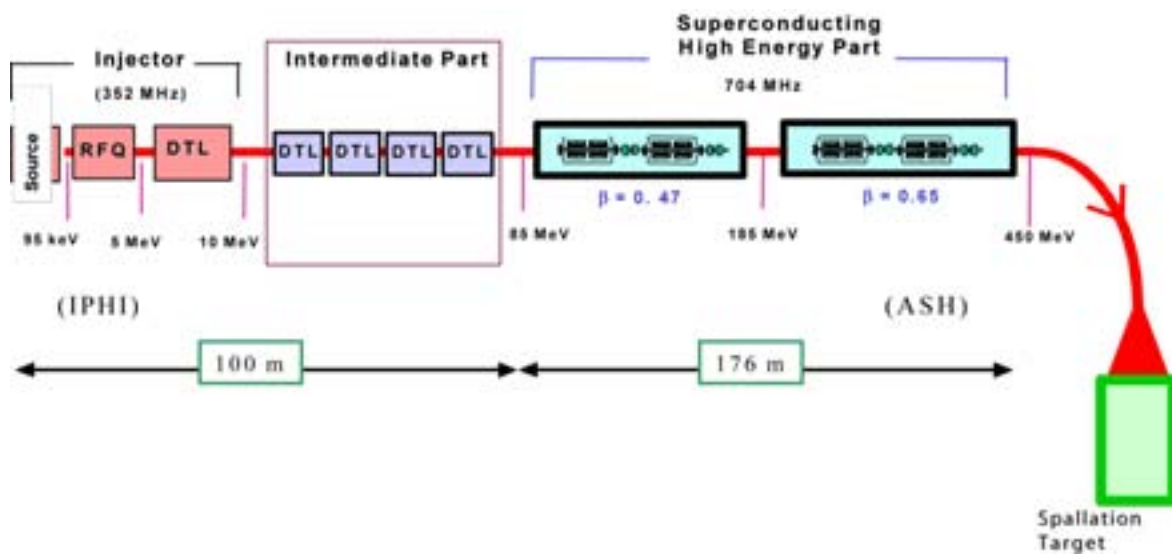 Superconducting
High Energy Part
704 MHz
Injector
(352 MHz)
Intermediate Part
Source
RFQ
DTL
DTL
DTL
DTL
DTL
β = 0. 47
β = 0.65
95 keV
5 MeV
10 MeV
85 MeV
185 MeV
450 MeV
(IPHI)
(ASH)
100 m
176 m
Spallation
Target